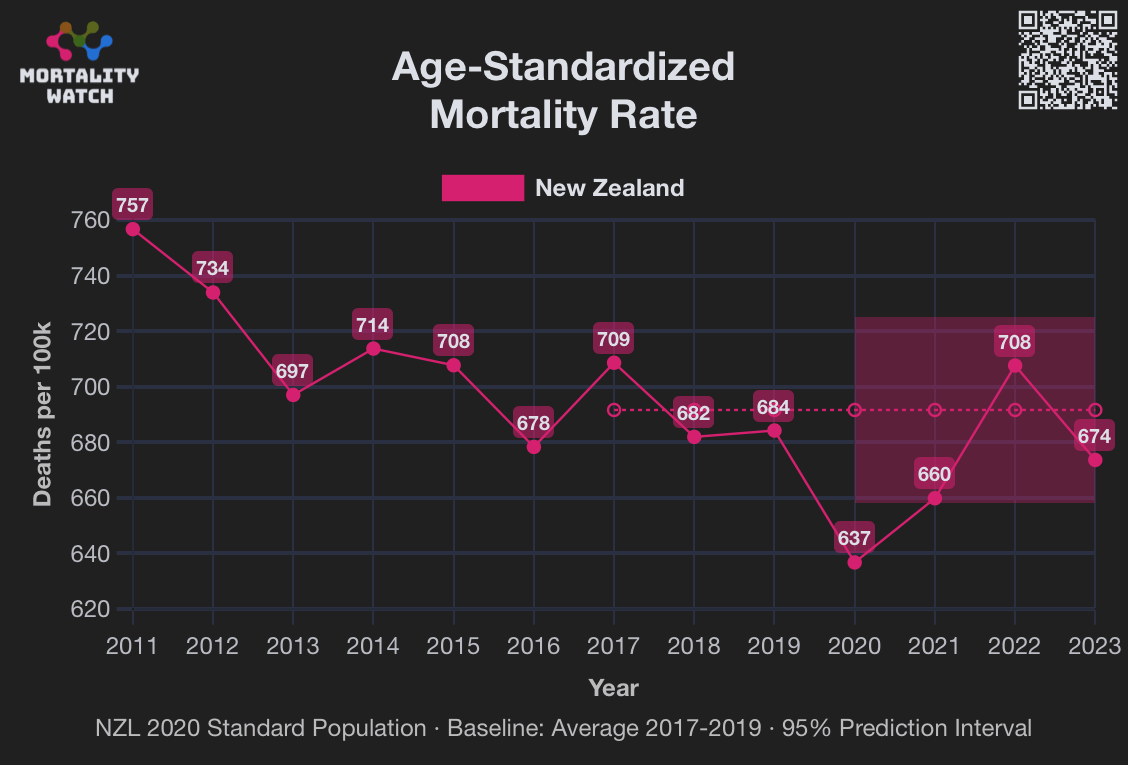 MORTALITY
WATCH
Age-Standardized
Mortality Rate
New Zealand
Deaths per 100k
760
740
720
700
680
660
640
620
757
734
697
714
708
678
709
682
684
637
660
708
674
2011 2012 2013 2014 2015 2016 2017 2018 2019 2020 2021 2022 2023
Year
NZL 2020 Standard Population · Baseline: Average 2017-2019 · 95% Prediction Interval